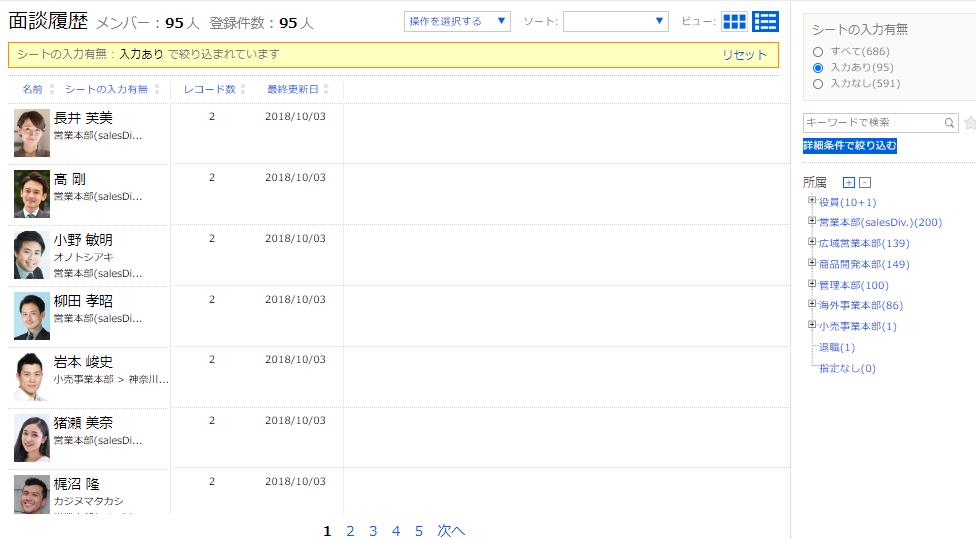 面談履歴 メンバー：95人 登録件数：95人 操作を選択する ▼ ソート: ▼ ビュー:
シートの入力有無：入力あり で絞り込まれています リセット
名前 シートの入力有無 レコード数 最終更新日
長井 芙美 2 2018/10/03
営業本部(salesDi...
高 剛 2 2018/10/03
営業本部(salesDi...
小野 敏明 2 2018/10/03
オノトシアキ
営業本部(salesDi...
柳田 孝昭 2 2018/10/03
営業本部(salesDi...
岩本 峻史 2 2018/10/03
小売事業本部 > 神奈川...
猪瀬 美奈 2 2018/10/03
営業本部(salesDi...
梶沼 隆 2 2018/10/03
カジヌマタカシ
1 2 3 4 5 次へ
シートの入力有無
すべて(686)
入力あり(95)
入力なし(591)
キーワードで検索
詳細条件で絞り込む
所属 + -
役員(10+1)
営業本部(salesDiv.)(200)
広域営業本部(139)
商品開発本部(149)
管理本部(100)
海外事業本部(86)
小売事業本部(1)
退職(1)
指定なし(0)